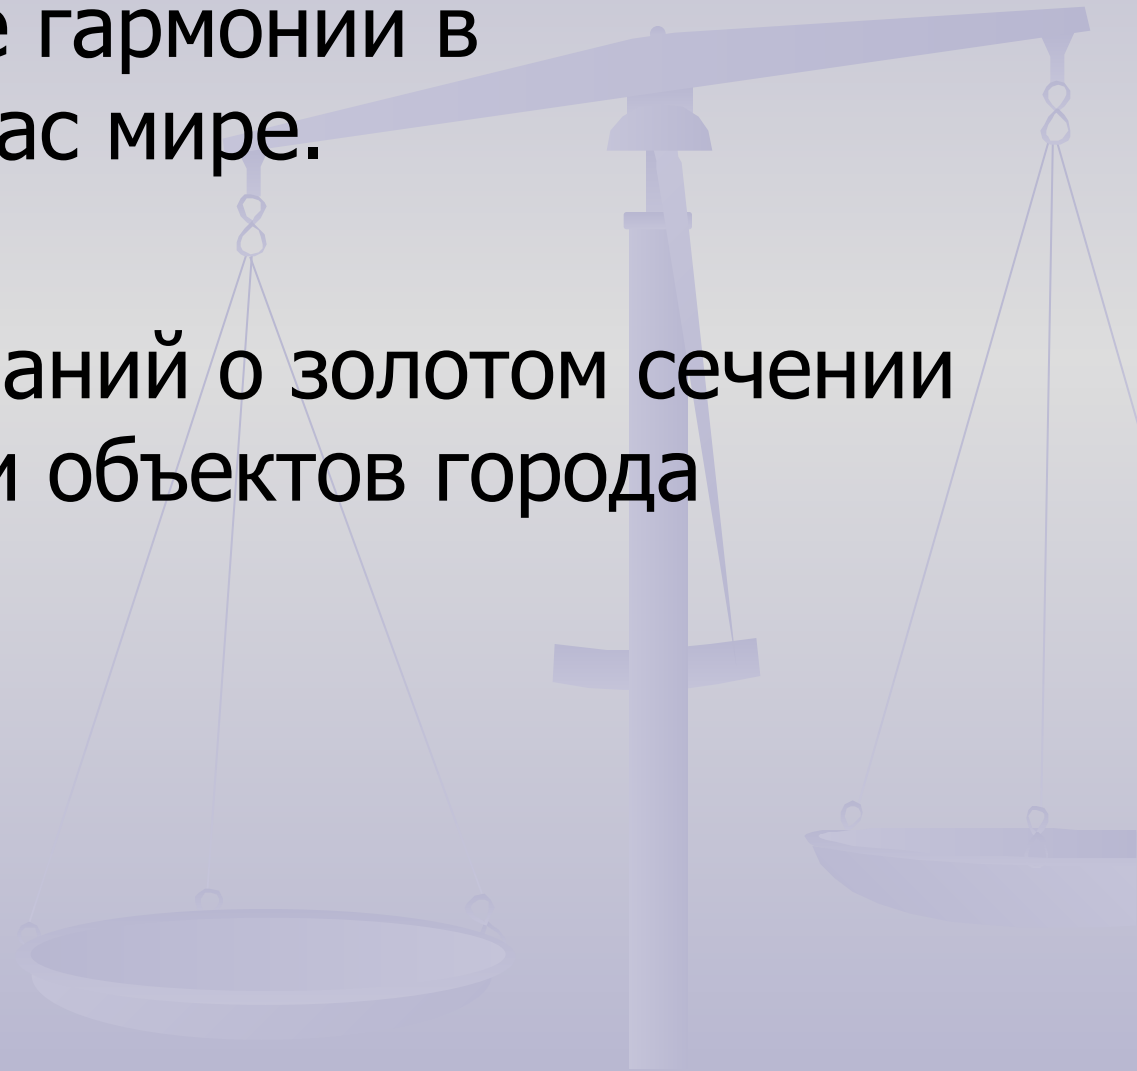 е гармонии в
ас мире.
аний о золотом сечении
и объектов города